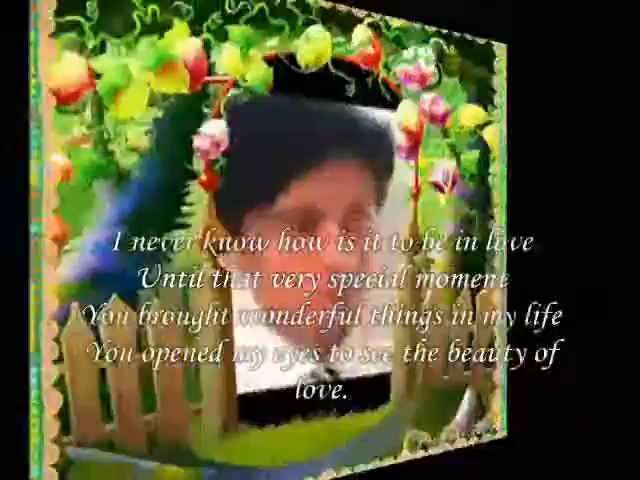 I never know how is it to be in love
Until that very special moment
You brought wonderful things in my life
You opened my eyes to see the beauty of
love.